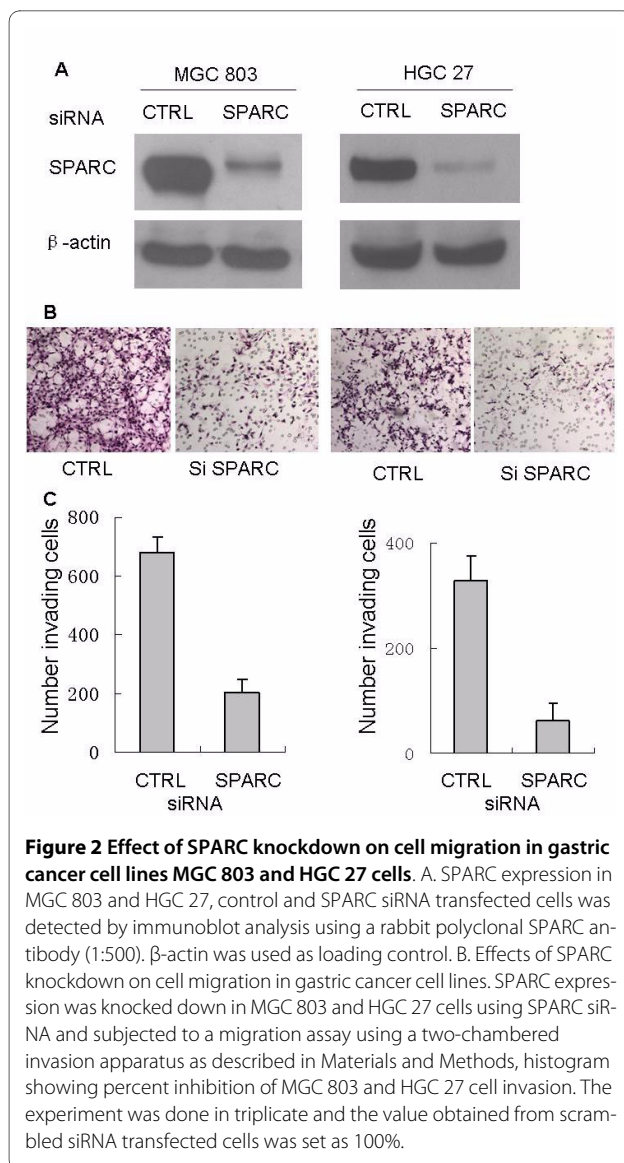 A
MGC 803 HGC 27
siRNA CTRL SPARC CTRL SPARC
SPARC
β-actin
B
CTRL Si SPARC CTRL Si SPARC
C
Number invading cells
800
600
400
200
0
CTRL SPARC
siRNA
Number invading cells
400
200
0
CTRL SPARC
siRNA
Figure 2 Effect of SPARC knockdown on cell migration in gastric
cancer cell lines MGC 803 and HGC 27 cells. A. SPARC expression in
MGC 803 and HGC 27, control and SPARC siRNA transfected cells was
detected by immunoblot analysis using a rabbit polyclonal SPARC an-
tibody (1:500). β-actin was used as loading control. B. Effects of SPARC
knockdown on cell migration in gastric cancer cell lines. SPARC expres-
sion was knocked down in MGC 803 and HGC 27 cells using SPARC siR-
NA and subjected to a migration assay using a two-chambered
invasion apparatus as described in Materials and Methods, histogram
showing percent inhibition of MGC 803 and HGC 27 cell invasion. The
experiment was done in triplicate and the value obtained from scram-
bled siRNA transfected cells was set as 100%.